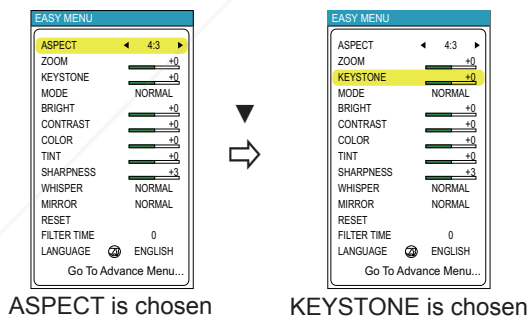 EASY MENU
ASPECT 4:3
ZOOM +0
KEYSTONE +0
MODE NORMAL
BRIGHT +0
CONTRAST +0
COLOR +0
TINT +0
SHARPNESS +3
WHISPER NORMAL
MIRROR NORMAL
RESET
FILTER TIME 0
LANGUAGE ENGLISH
Go To Advance Menu...
ASPECT is chosen
EASY MENU
ASPECT 4:3
ZOOM +0
KEYSTONE +0
MODE NORMAL
BRIGHT +0
CONTRAST +0
COLOR +0
TINT +0
SHARPNESS +3
WHISPER NORMAL
MIRROR NORMAL
RESET
FILTER TIME 0
LANGUAGE ENGLISH
Go To Advance Menu...
KEYSTONE is chosen